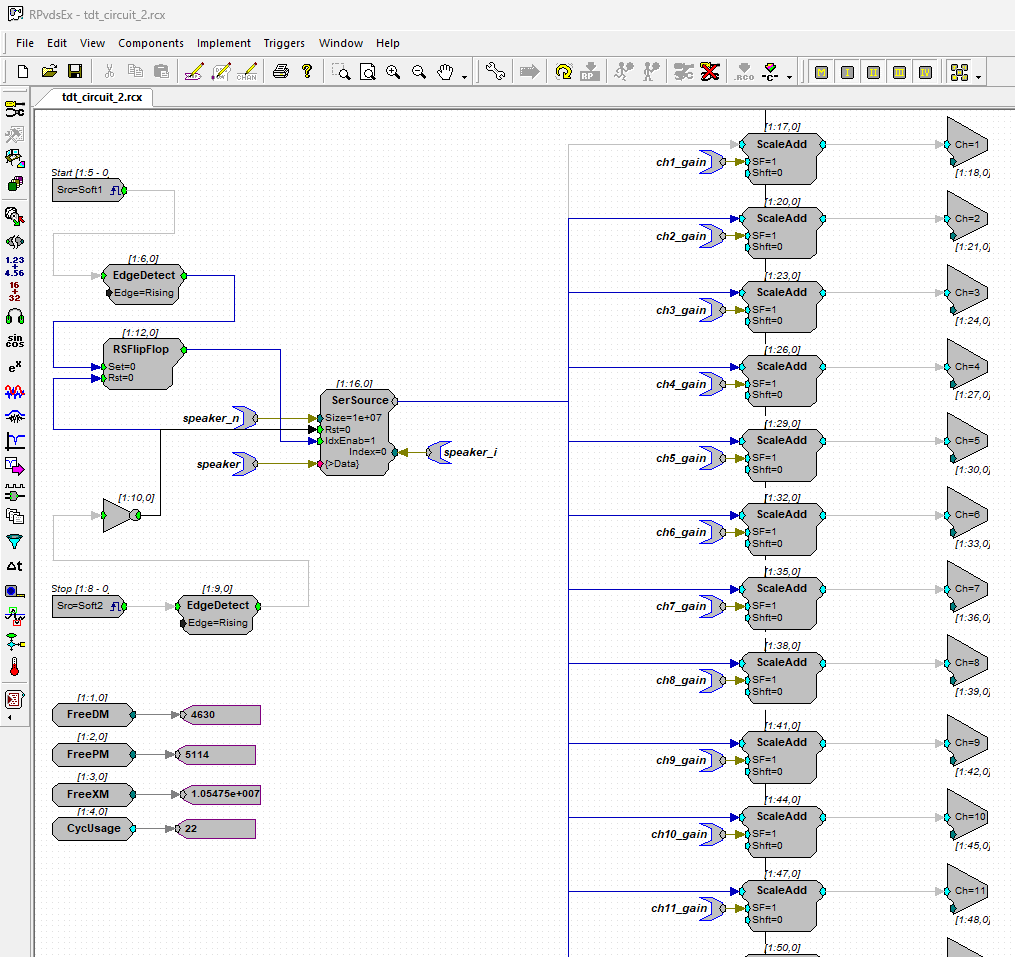 RPvdsEx - tdt_circuit_2.rcx
File Edit View Components Implement Triggers Window Help
tdt_circuit_2.rcx
Start [1:5 - 0
Src=Soft1
[1:6,0]
EdgeDetect
Edge=Rising
[1:12,0]
RSFlipFlop
Set=0
Rst=0
[1:16,0]
SerSource
Size=1e+07
Rst=0
IdxEnab=1
Index=0
{>Data}
speaker_n
speaker
speaker_i
[1:10,0]
Stop [1:8 - 0
Src=Soft2
[1:9,0]
EdgeDetect
Edge=Rising
[1:1,0]
FreeDM
4630
[1:2,0]
FreePM
5114
[1:3,0]
FreeXM
1.05475e+007
[1:4,0]
CycUsage
22
[1:17,0]
ch1_gain
ScaleAdd
SF=1
Shft=0
Ch=1
[1:18,0]
[1:20,0]
ch2_gain
ScaleAdd
SF=1
Shft=0
Ch=2
[1:21,0]
[1:23,0]
ch3_gain
ScaleAdd
SF=1
Shft=0
Ch=3
[1:24,0]
[1:26,0]
ch4_gain
ScaleAdd
SF=1
Shft=0
Ch=4
[1:27,0]
[1:29,0]
ch5_gain
ScaleAdd
SF=1
Shft=0
Ch=5
[1:30,0]
[1:32,0]
ch6_gain
ScaleAdd
SF=1
Shft=0
Ch=6
[1:33,0]
[1:35,0]
ch7_gain
ScaleAdd
SF=1
Shft=0
Ch=7
[1:36,0]
[1:38,0]
ch8_gain
ScaleAdd
SF=1
Shft=0
Ch=8
[1:39,0]
[1:41,0]
ch9_gain
ScaleAdd
SF=1
Shft=0
Ch=9
[1:42,0]
[1:44,0]
ch10_gain
ScaleAdd
SF=1
Shft=0
Ch=10
[1:45,0]
[1:47,0]
ch11_gain
ScaleAdd
SF=1
Shft=0
Ch=11
[1:48,0]
[1:50,0]
1.23
+
4.56
16
+
32
sin
cos
e^x
Δt
RP
CHAN
.RCO
C
M
I
II
III
IV